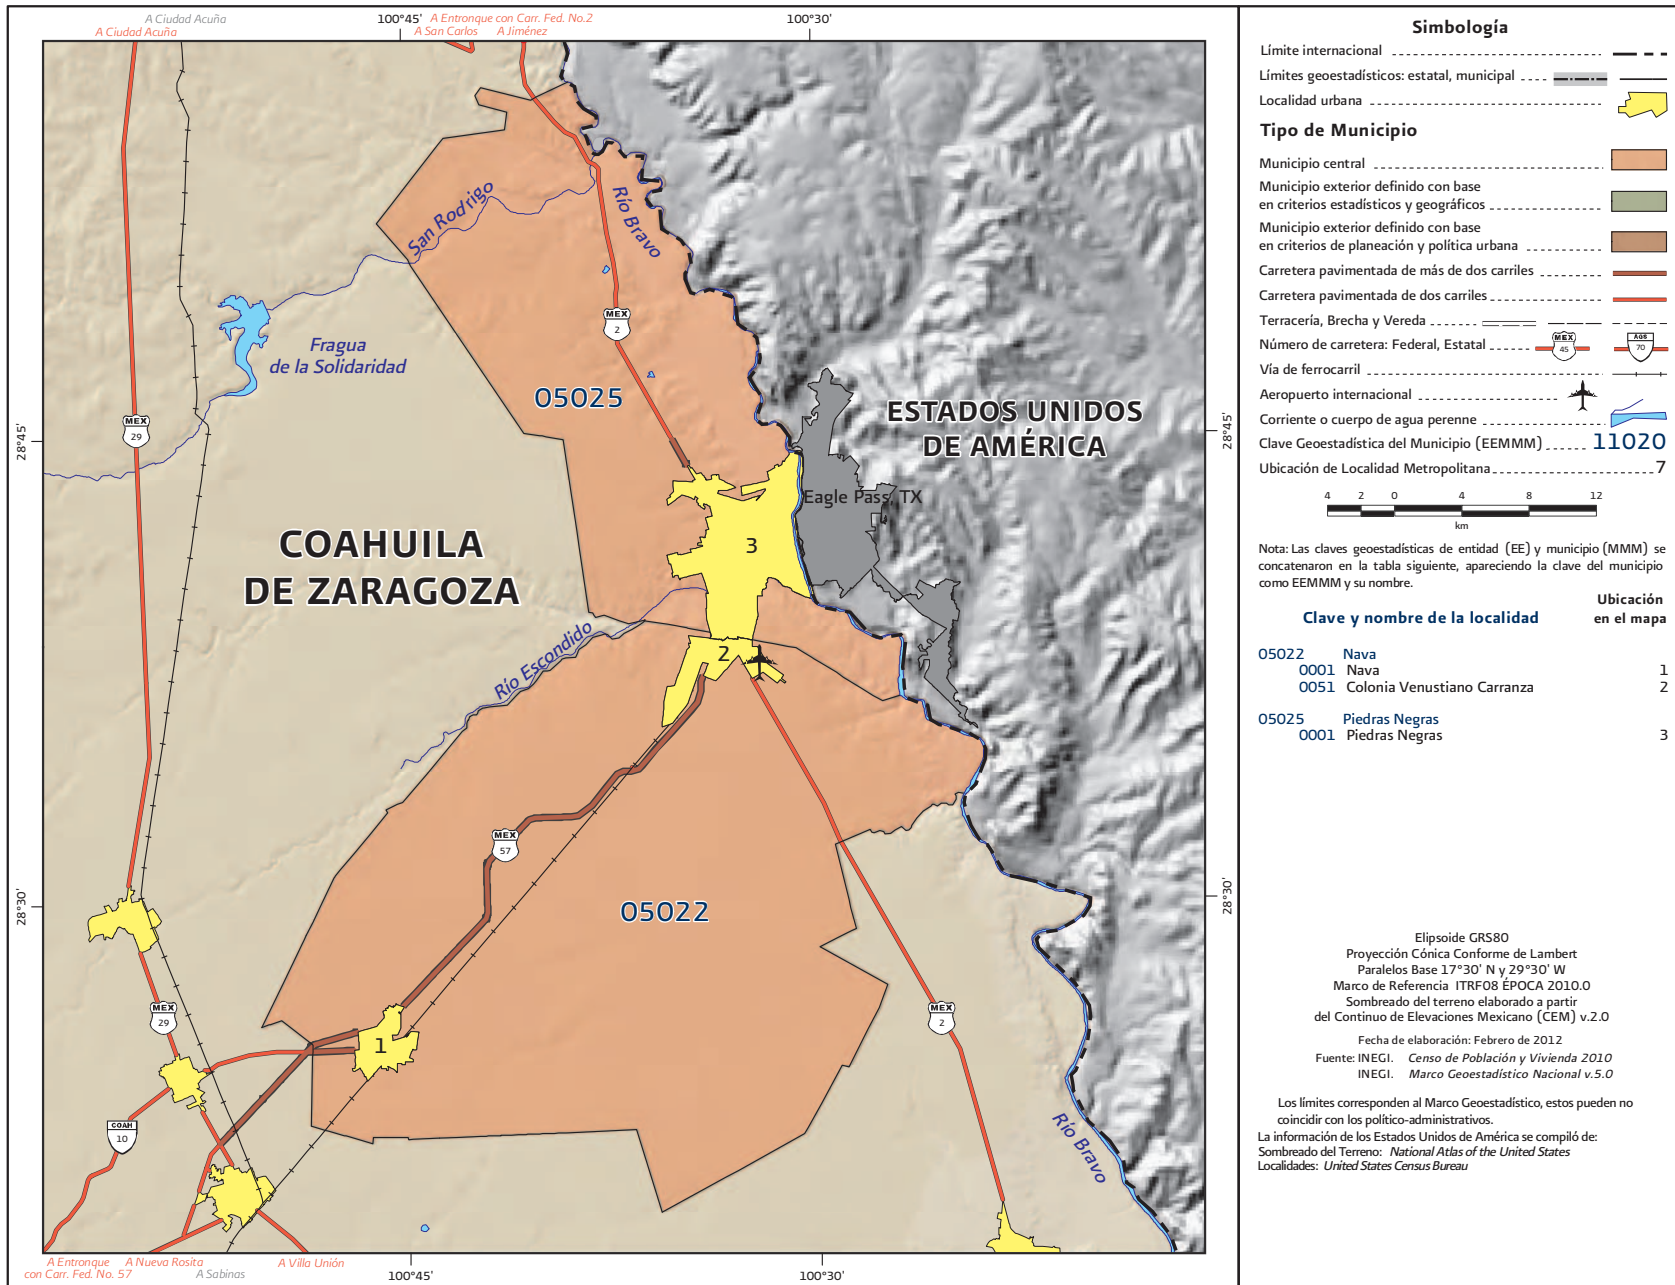 A Ciudad Acuña
A Ciudad Acuña
100°45'
A Entronque con Carr. Fed. No.2
A San Carlos
A Jiménez
100°30'
San Rodrigo
Río Bravo
MEX
2
Fragua
de la Solidaridad
05025
ESTADOS UNIDOS
DE AMÉRICA
MEX
29
28°45'
28°45'
Eagle Pass, TX
COAHUILA
DE ZARAGOZA
3
Río Escondido
2
MEX
57
05022
28°30'
28°30'
MEX
29
MEX
2
1
COAH
10
Río Bravo
A Entronque
con Carr. Fed. No. 57
A Nueva Rosita
A Sabinas
A Villa Unión
100°45'
100°30'
Simbología
Límite internacional
Límites geoestadísticos: estatal, municipal
Localidad urbana
Tipo de Municipio
Municipio central
Municipio exterior definido con base
en criterios estadísticos y geográficos
Municipio exterior definido con base
en criterios de planeación y política urbana
Carretera pavimentada de más de dos carriles
Carretera pavimentada de dos carriles
Terracería, Brecha y Vereda
Número de carretera: Federal, Estatal
MEX
45
AGS
70
Vía de ferrocarril
Aeropuerto internacional
Corriente o cuerpo de agua perenne
Clave Geoestadística del Municipio (EEMMM) 11020
Ubicación de Localidad Metropolitana 7
4 2 0 4 8 12
km
Nota: Las claves geoestadísticas de entidad (EE) y municipio (MMM) se
concatenaron en la tabla siguiente, apareciendo la clave del municipio
como EEMMM y su nombre.
Clave y nombre de la localidad
Ubicación
en el mapa
05022 Nava
0001 Nava 1
0051 Colonia Venustiano Carranza 2
05025 Piedras Negras
0001 Piedras Negras 3
Elipsoide GRS80
Proyección Cónica Conforme de Lambert
Paralelos Base 17°30' N y 29°30' W
Marco de Referencia ITRF08 ÉPOCA 2010.0
Sombreado del terreno elaborado a partir
del Continuo de Elevaciones Mexicano (CEM) v.2.0
Fecha de elaboración: Febrero de 2012
Fuente: INEGI. Censo de Población y Vivienda 2010
INEGI. Marco Geoestadístico Nacional v.5.0
Los límites corresponden al Marco Geoestadístico, estos pueden no
coincidir con los político-administrativos.
La información de los Estados Unidos de América se compiló de:
Sombreado del Terreno: National Atlas of the United States
Localidades: United States Census Bureau